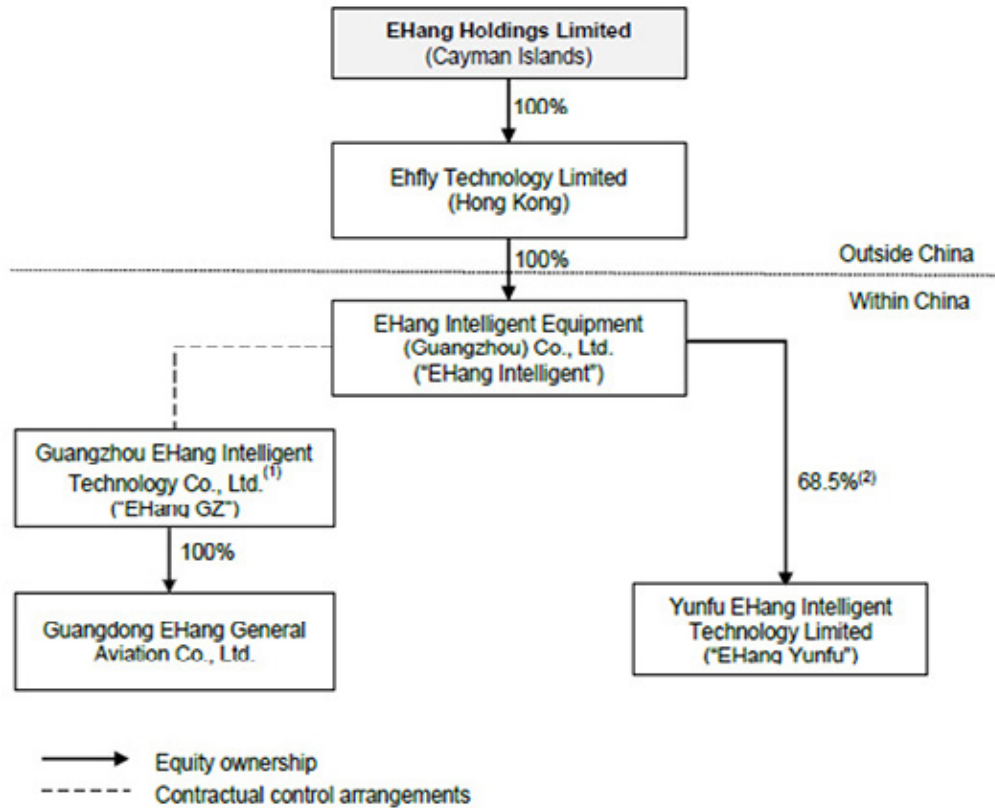 EHang Holdings Limited
(Cayman Islands)
100%
Ehfly Technology Limited
(Hong Kong)
100%
Outside China
Within China
EHang Intelligent Equipment
(Guangzhou) Co., Ltd.
("EHang Intelligent")
Guangzhou EHang Intelligent
Technology Co., Ltd.(1)
("EHang GZ")
68.5%(2)
100%
Guangdong EHang General
Aviation Co., Ltd.
Yunfu EHang Intelligent
Technology Limited
("EHang Yunfu")
Equity ownership
Contractual control arrangements